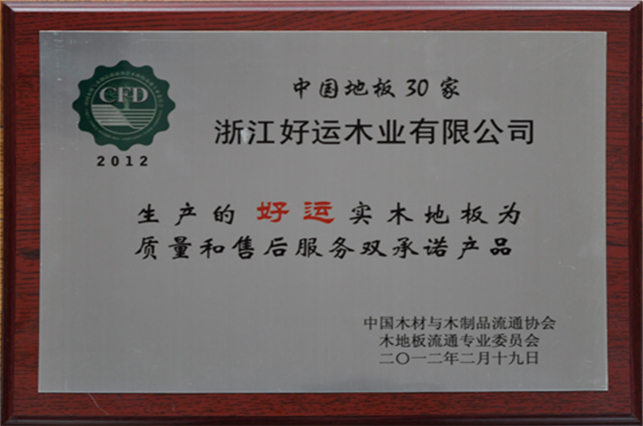 CFD
2012
中国地板30家
浙江好运木业有限公司
生产的好运实木地板为
质量和售后服务双承诺产品
中国木材与木制品流通协会
木地板流通专业委员会
二〇一二年二月十九日